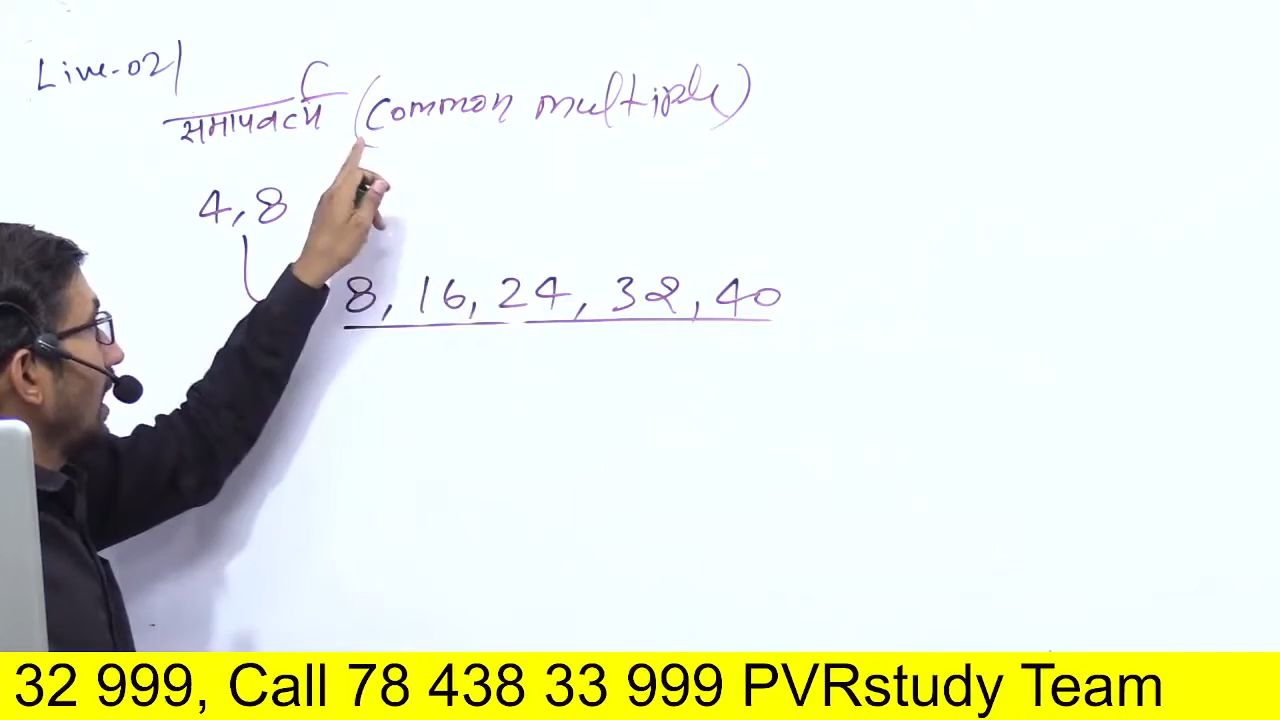 Live-02
समापवर्त्य (Common multiple)
4, 8
8, 16, 24, 32, 40
32 999, Call 78 438 33 999 PVRstudy Team